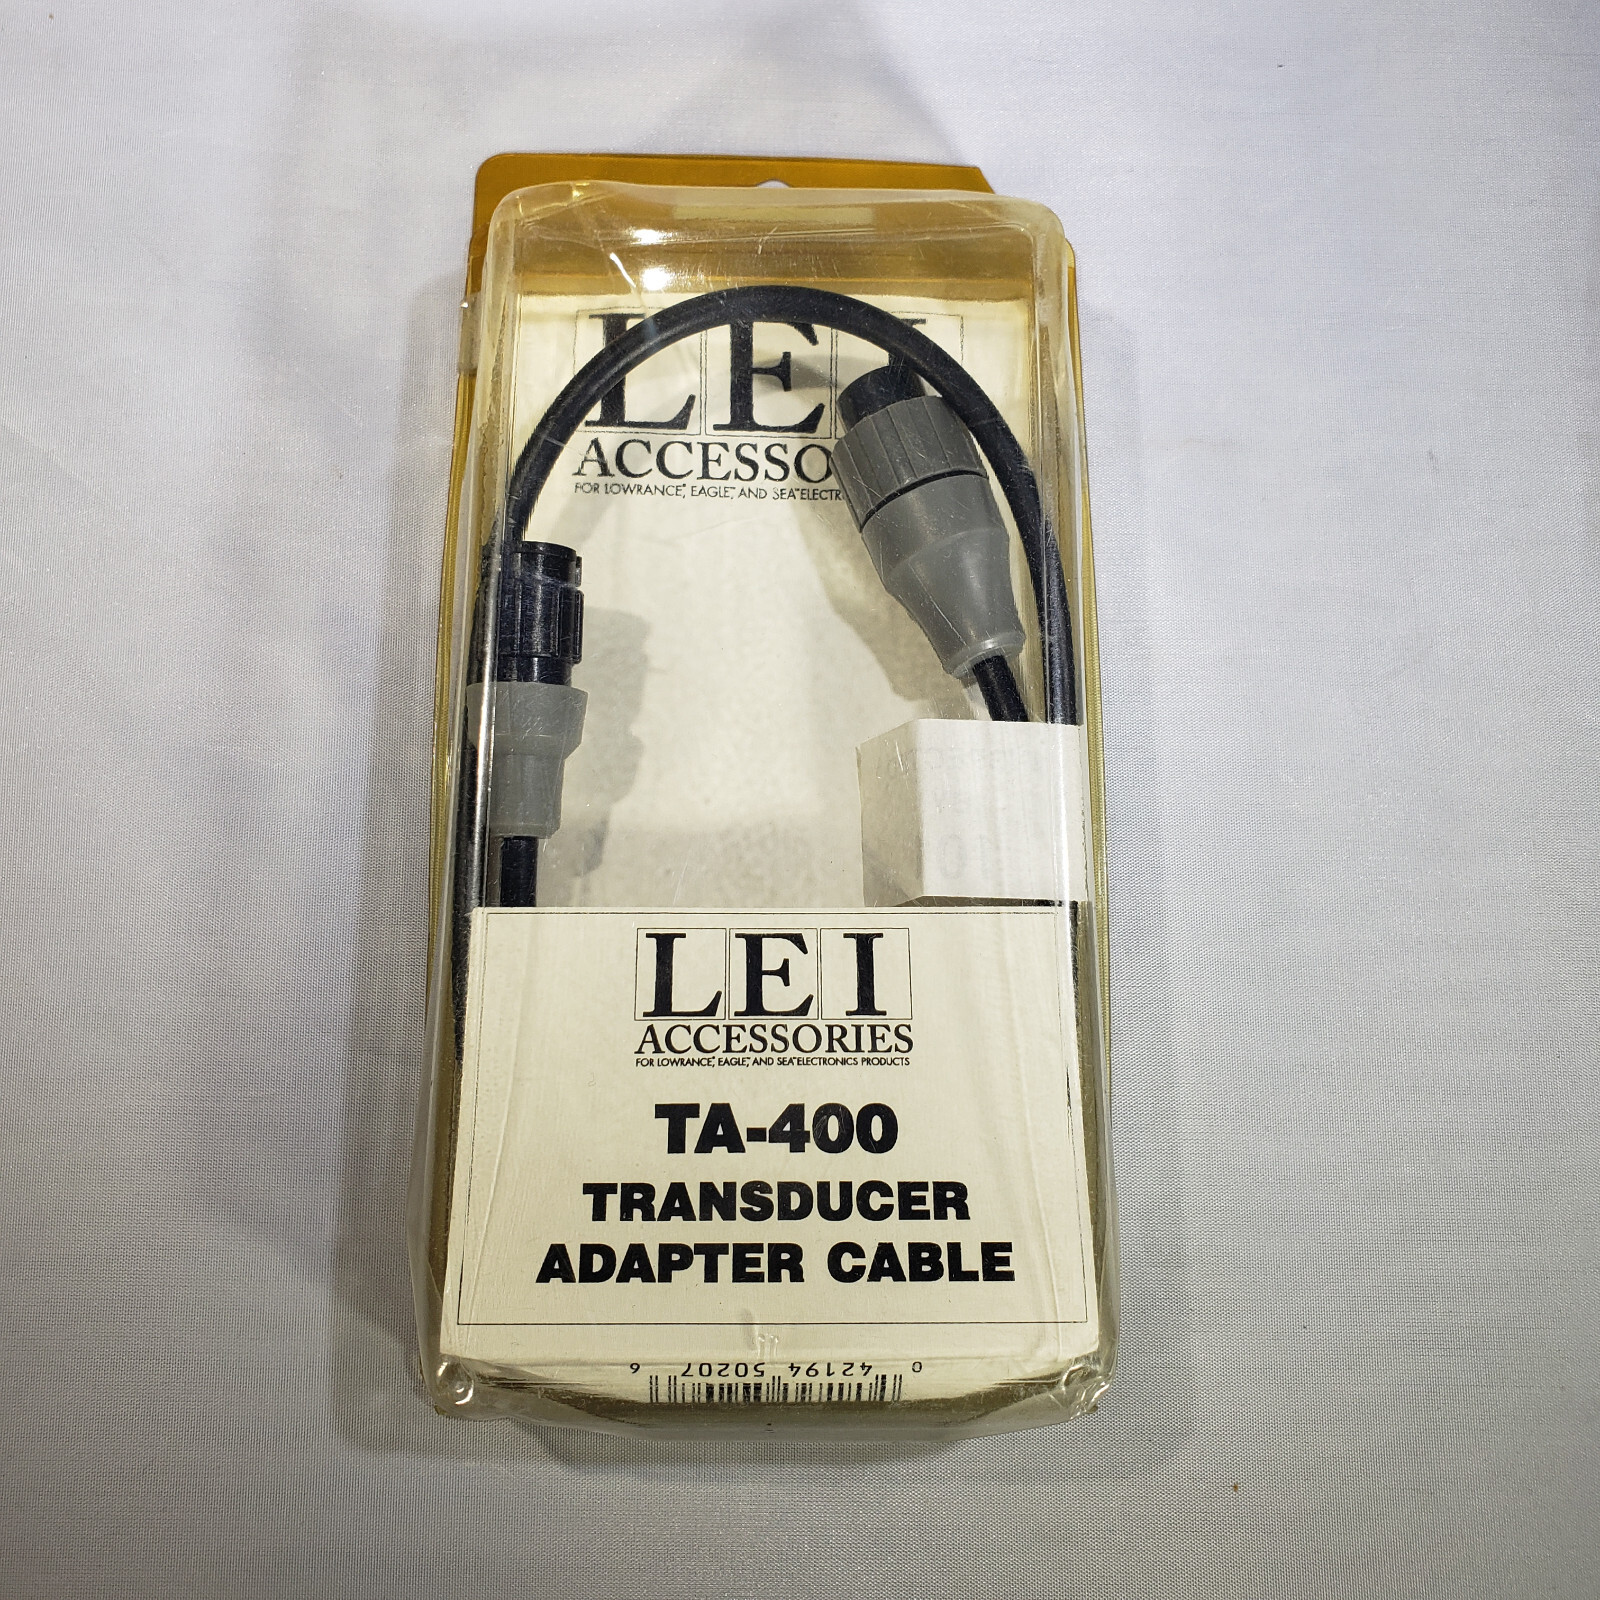 LEI
ACCESSO
FOR LOWRANCE, EAGLE, AND SEA ELECTR
LEI
ACCESSORIES
FOR LOWRANCE, EAGLE, AND SEA ELECTRONICS PRODUCTS
TA-400
TRANSDUCER
ADAPTER CABLE
0 42194 50207 6